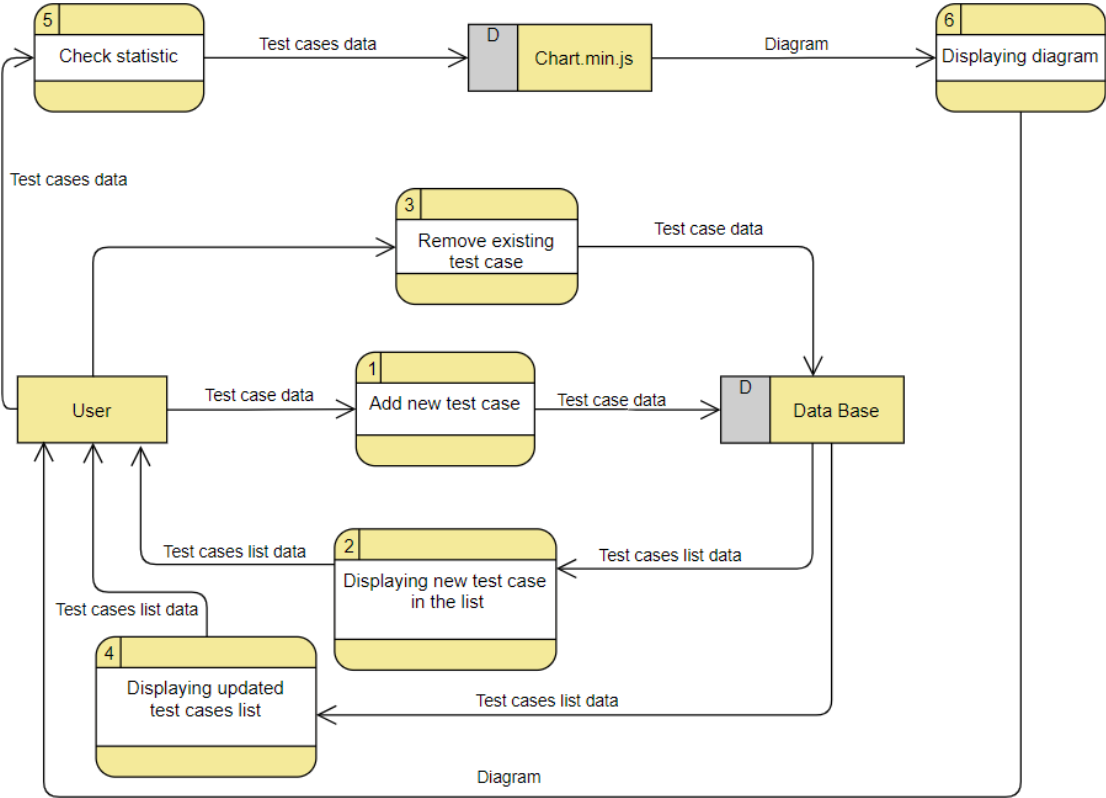 5
Check statistic
Test cases data
D
Chart.min.js
Diagram
6
Displaying diagram
Test cases data
3
Remove existing
test case
Test case data
User
Test case data
1
Add new test case
Test case data
D
Data Base
Test cases list data
2
Displaying new test case
in the list
Test cases list data
Test cases list data
4
Displaying updated
test cases list
Test cases list data
Diagram